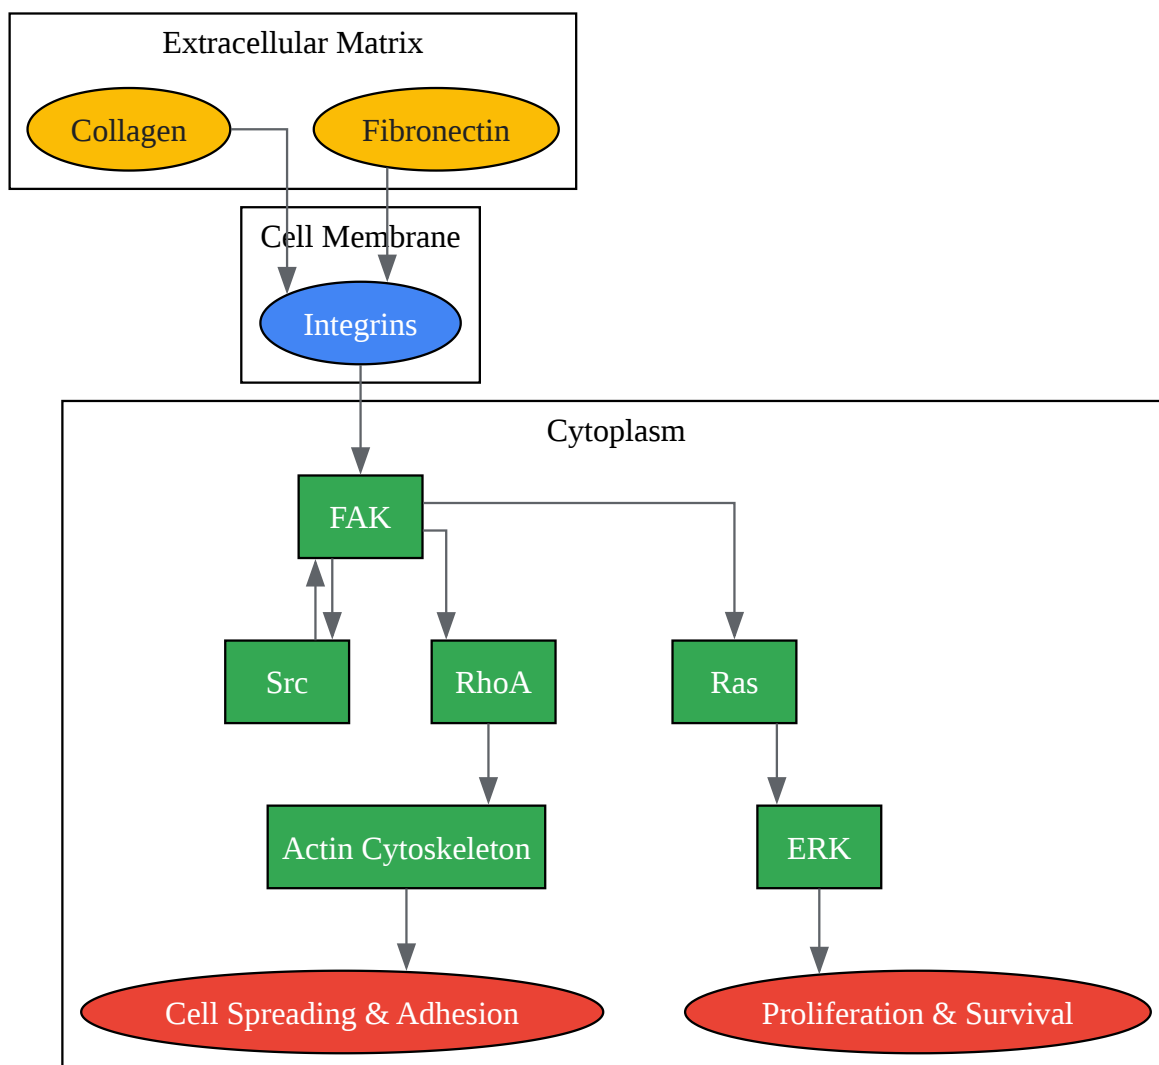 Extracellular Matrix
Collagen
Fibronectin
Cell Membrane
Integrins
Cytoplasm
FAK
Src
RhoA
Ras
Actin Cytoskeleton
ERK
Cell Spreading & Adhesion
Proliferation & Survival